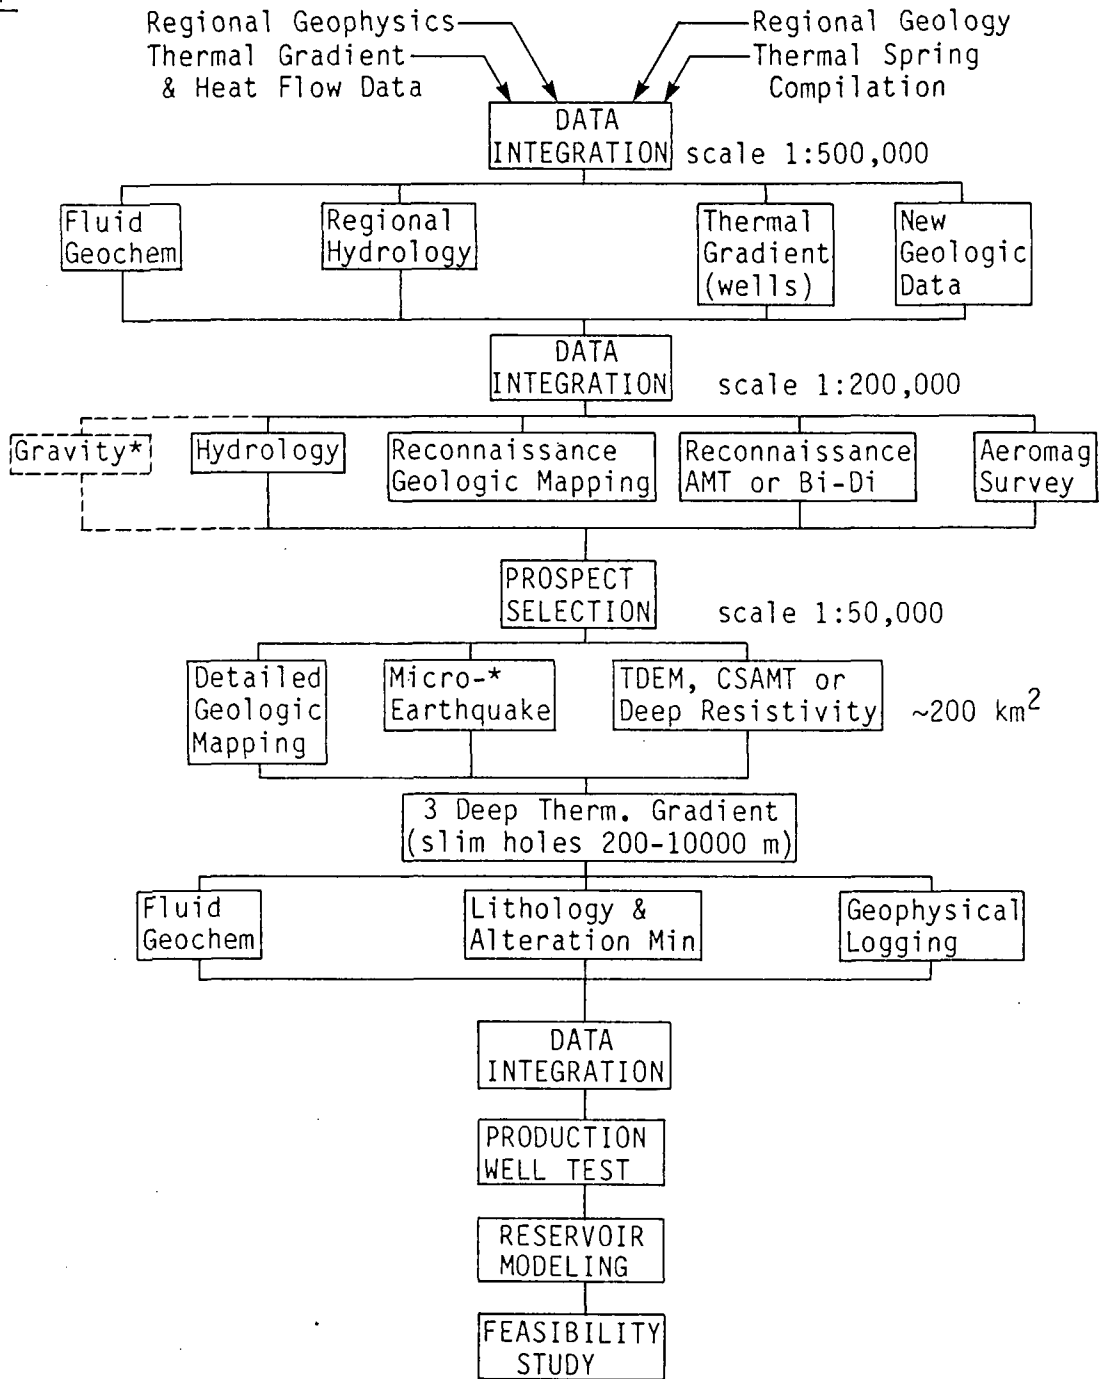 Regional Geophysics
Thermal Gradient
& Heat Flow Data
Regional Geology
Thermal Spring
Compilation
DATA
INTEGRATION
scale 1:500,000
Fluid
Geochem
Regional
Hydrology
Thermal
Gradient
(wells)
New
Geologic
Data
DATA
INTEGRATION
scale 1:200,000
Gravity*
Hydrology
Reconnaissance
Geologic Mapping
Reconnaissance
AMT or Bi-Di
Aeromag
Survey
PROSPECT
SELECTION
scale 1:50,000
Detailed
Geologic
Mapping
Micro-*
Earthquake
TDEM, CSAMT or
Deep Resistivity
~200 km2
3 Deep Therm. Gradient
(slim holes 200-10000 m)
Fluid
Geochem
Lithology &
Alteration Min
Geophysical
Logging
DATA
INTEGRATION
PRODUCTION
WELL TEST
RESERVOIR
MODELING
FEASIBILITY
STUDY